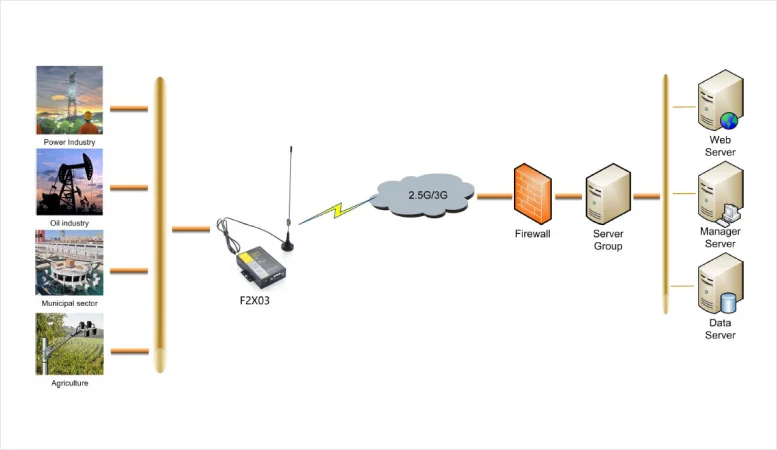 Power Industry
Oil industry
Municipal sector
Agriculture
F2X03
2.5G/3G
Firewall
Server
Group
Web
Server
Manager
Server
Data
Server